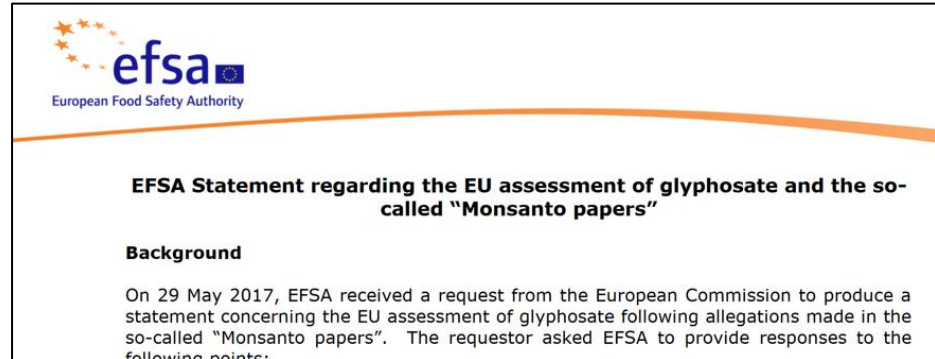 efsa
European Food Safety Authority
EFSA Statement regarding the EU assessment of glyphosate and the so-
called “Monsanto papers”
Background
On 29 May 2017, EFSA received a request from the European Commission to produce a
statement concerning the EU assessment of glyphosate following allegations made in the
so-called “Monsanto papers”.  The requestor asked EFSA to provide responses to the
following points: